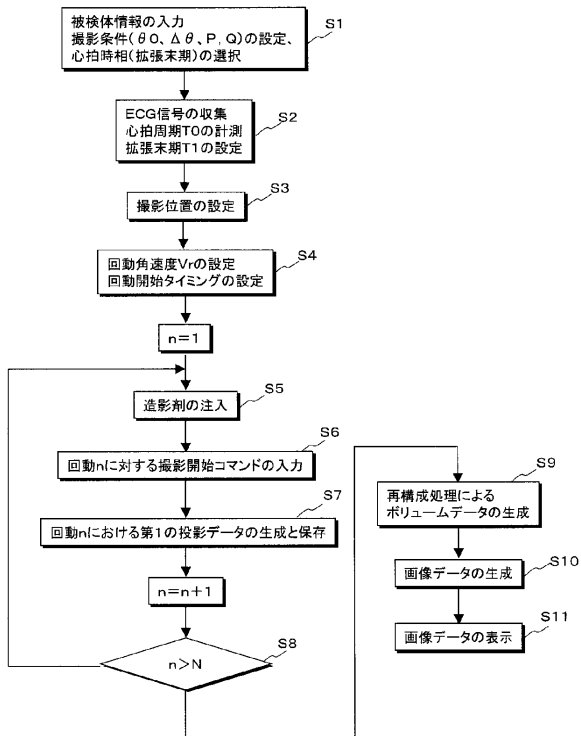 S1
被検体情報の入力
撮影条件(θ0、Δθ、P,Q)の設定、
心拍時相(拡張末期)の選択
S2
ECG信号の収集
心拍周期T0の計測
拡張末期T1の設定
S3
撮影位置の設定
S4
回動角速度Vrの設定
回動開始タイミングの設定
n=1
S5
造影剤の注入
S6
回動nに対する撮影開始コマンドの入力
S7
回動nにおける第1の投影データの生成と保存
n=n+1
S8
n>N
S9
再構成処理による
ボリュームデータの生成
S10
画像データの生成
S11
画像データの表示